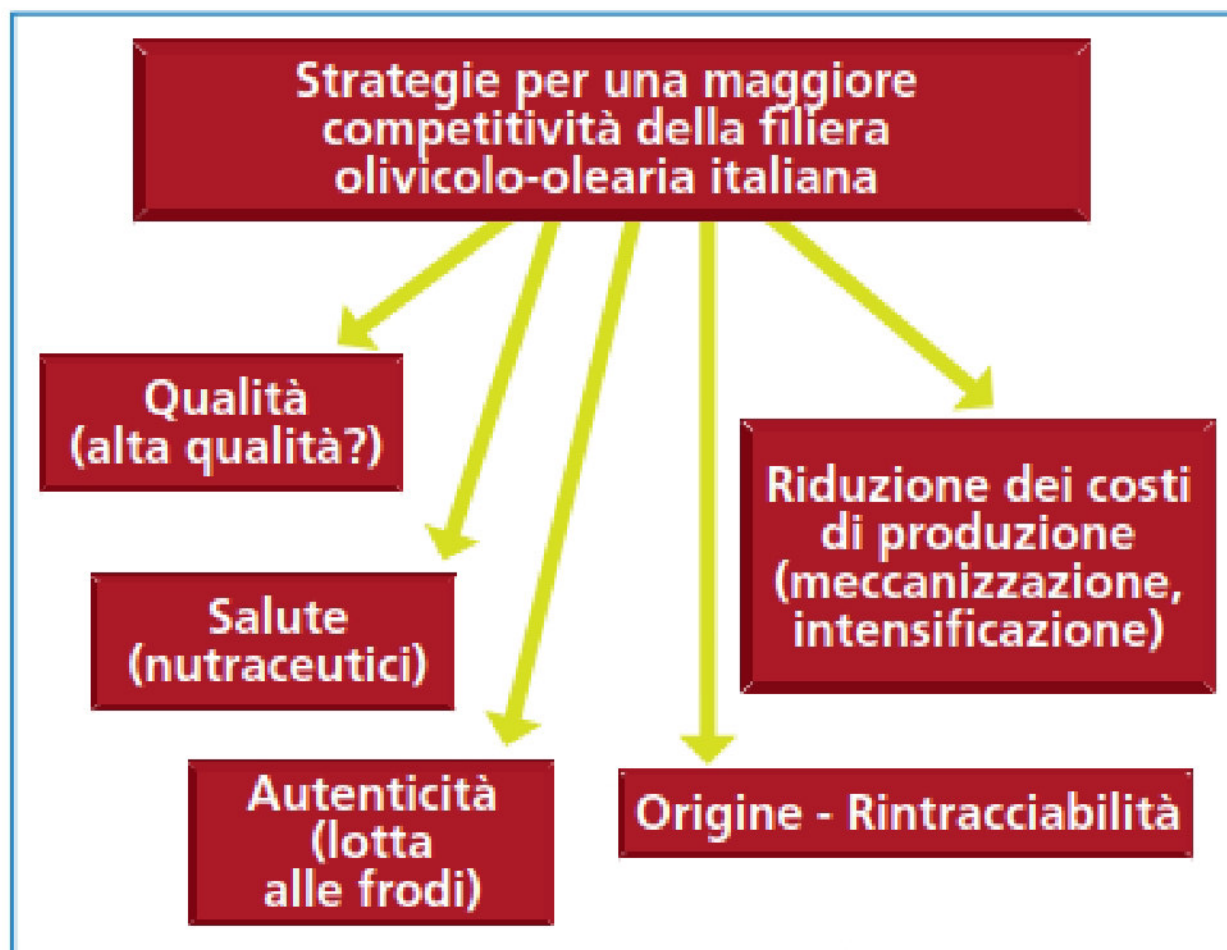 Strategie per una maggiore
competitività della filiera
olivicolo-olearia italiana
Qualità
(alta qualità?)
Salute
(nutraceutici)
Autenticità
(lotta
alle frodi)
Origine - Rintracciabilità
Riduzione dei costi
di produzione
(meccanizzazione,
intensificazione)